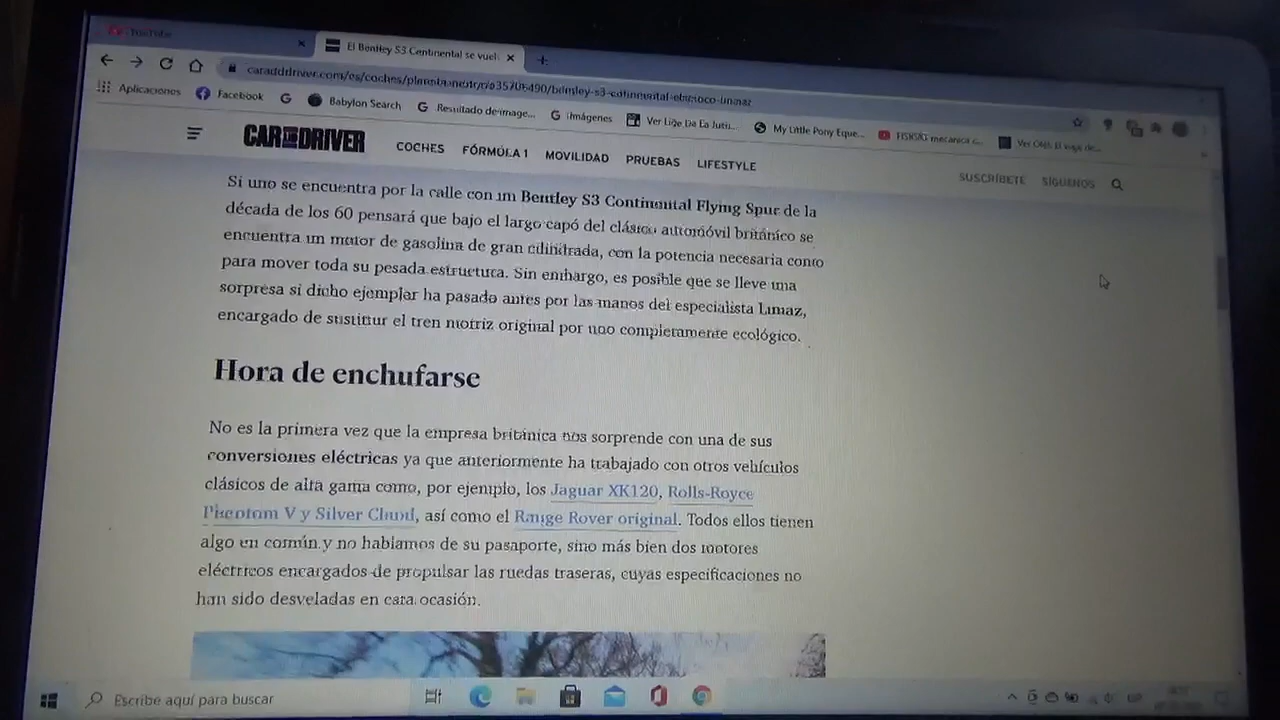 YouTube
El Bentley S3 Continental se vuel
Aplicaciones
Facebook
Babylon Search
Resultado de image...
Imágenes
My Little Pony Eque...
CAR AND DRIVER
COCHES FÓRMULA 1 MOVILIDAD PRUEBAS LIFESTYLE
SUSCRÍBETE SÍGUENOS
Si uno se encuentra por la calle con un Bentley S3 Continental Flying Spur de la
década de los 60 pensará que bajo el largo capó del clásico automóvil británico se
encuentra un motor de gasolina de gran cilindrada, con la potencia necesaria como
para mover toda su pesada estructura. Sin embargo, es posible que se lleve una
sorpresa si dicho ejemplar ha pasado antes por las manos del especialista Lunaz,
encargado de sustituir el tren motriz original por uno completamente ecológico.
Hora de enchufarse
No es la primera vez que la empresa británica nos sorprende con una de sus
conversiones eléctricas ya que anteriormente ha trabajado con otros vehículos
clásicos de alta gama como, por ejemplo, los Jaguar XK120, Rolls-Royce
Phantom V y Silver Cloud, así como el Range Rover original. Todos ellos tienen
algo en común y no hablamos de su pasaporte, sino más bien dos motores
eléctricos encargados de propulsar las ruedas traseras, cuyas especificaciones no
han sido desveladas en esta ocasión.
Escribe aquí para buscar